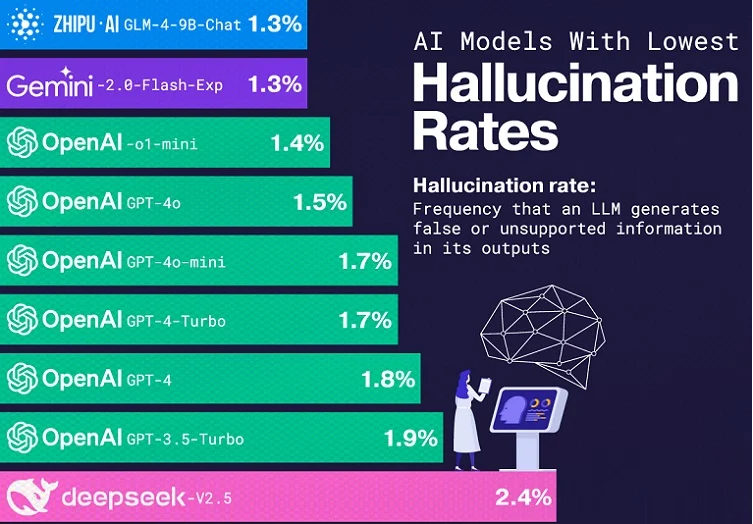 ZHIPU·AI GLM-4-9B-Chat 1.3%
Gemini -2.0-Flash-Exp 1.3%
OpenAI -o1-mini 1.4%
OpenAI GPT-4o 1.5%
OpenAI GPT-4o-mini 1.7%
OpenAI GPT-4-Turbo 1.7%
OpenAI GPT-4 1.8%
OpenAI GPT-3.5-Turbo 1.9%
deepseek -V2.5 2.4%
AI Models With Lowest
Hallucination
Rates
Hallucination rate:
Frequency that an LLM generates
false or unsupported information
in its outputs